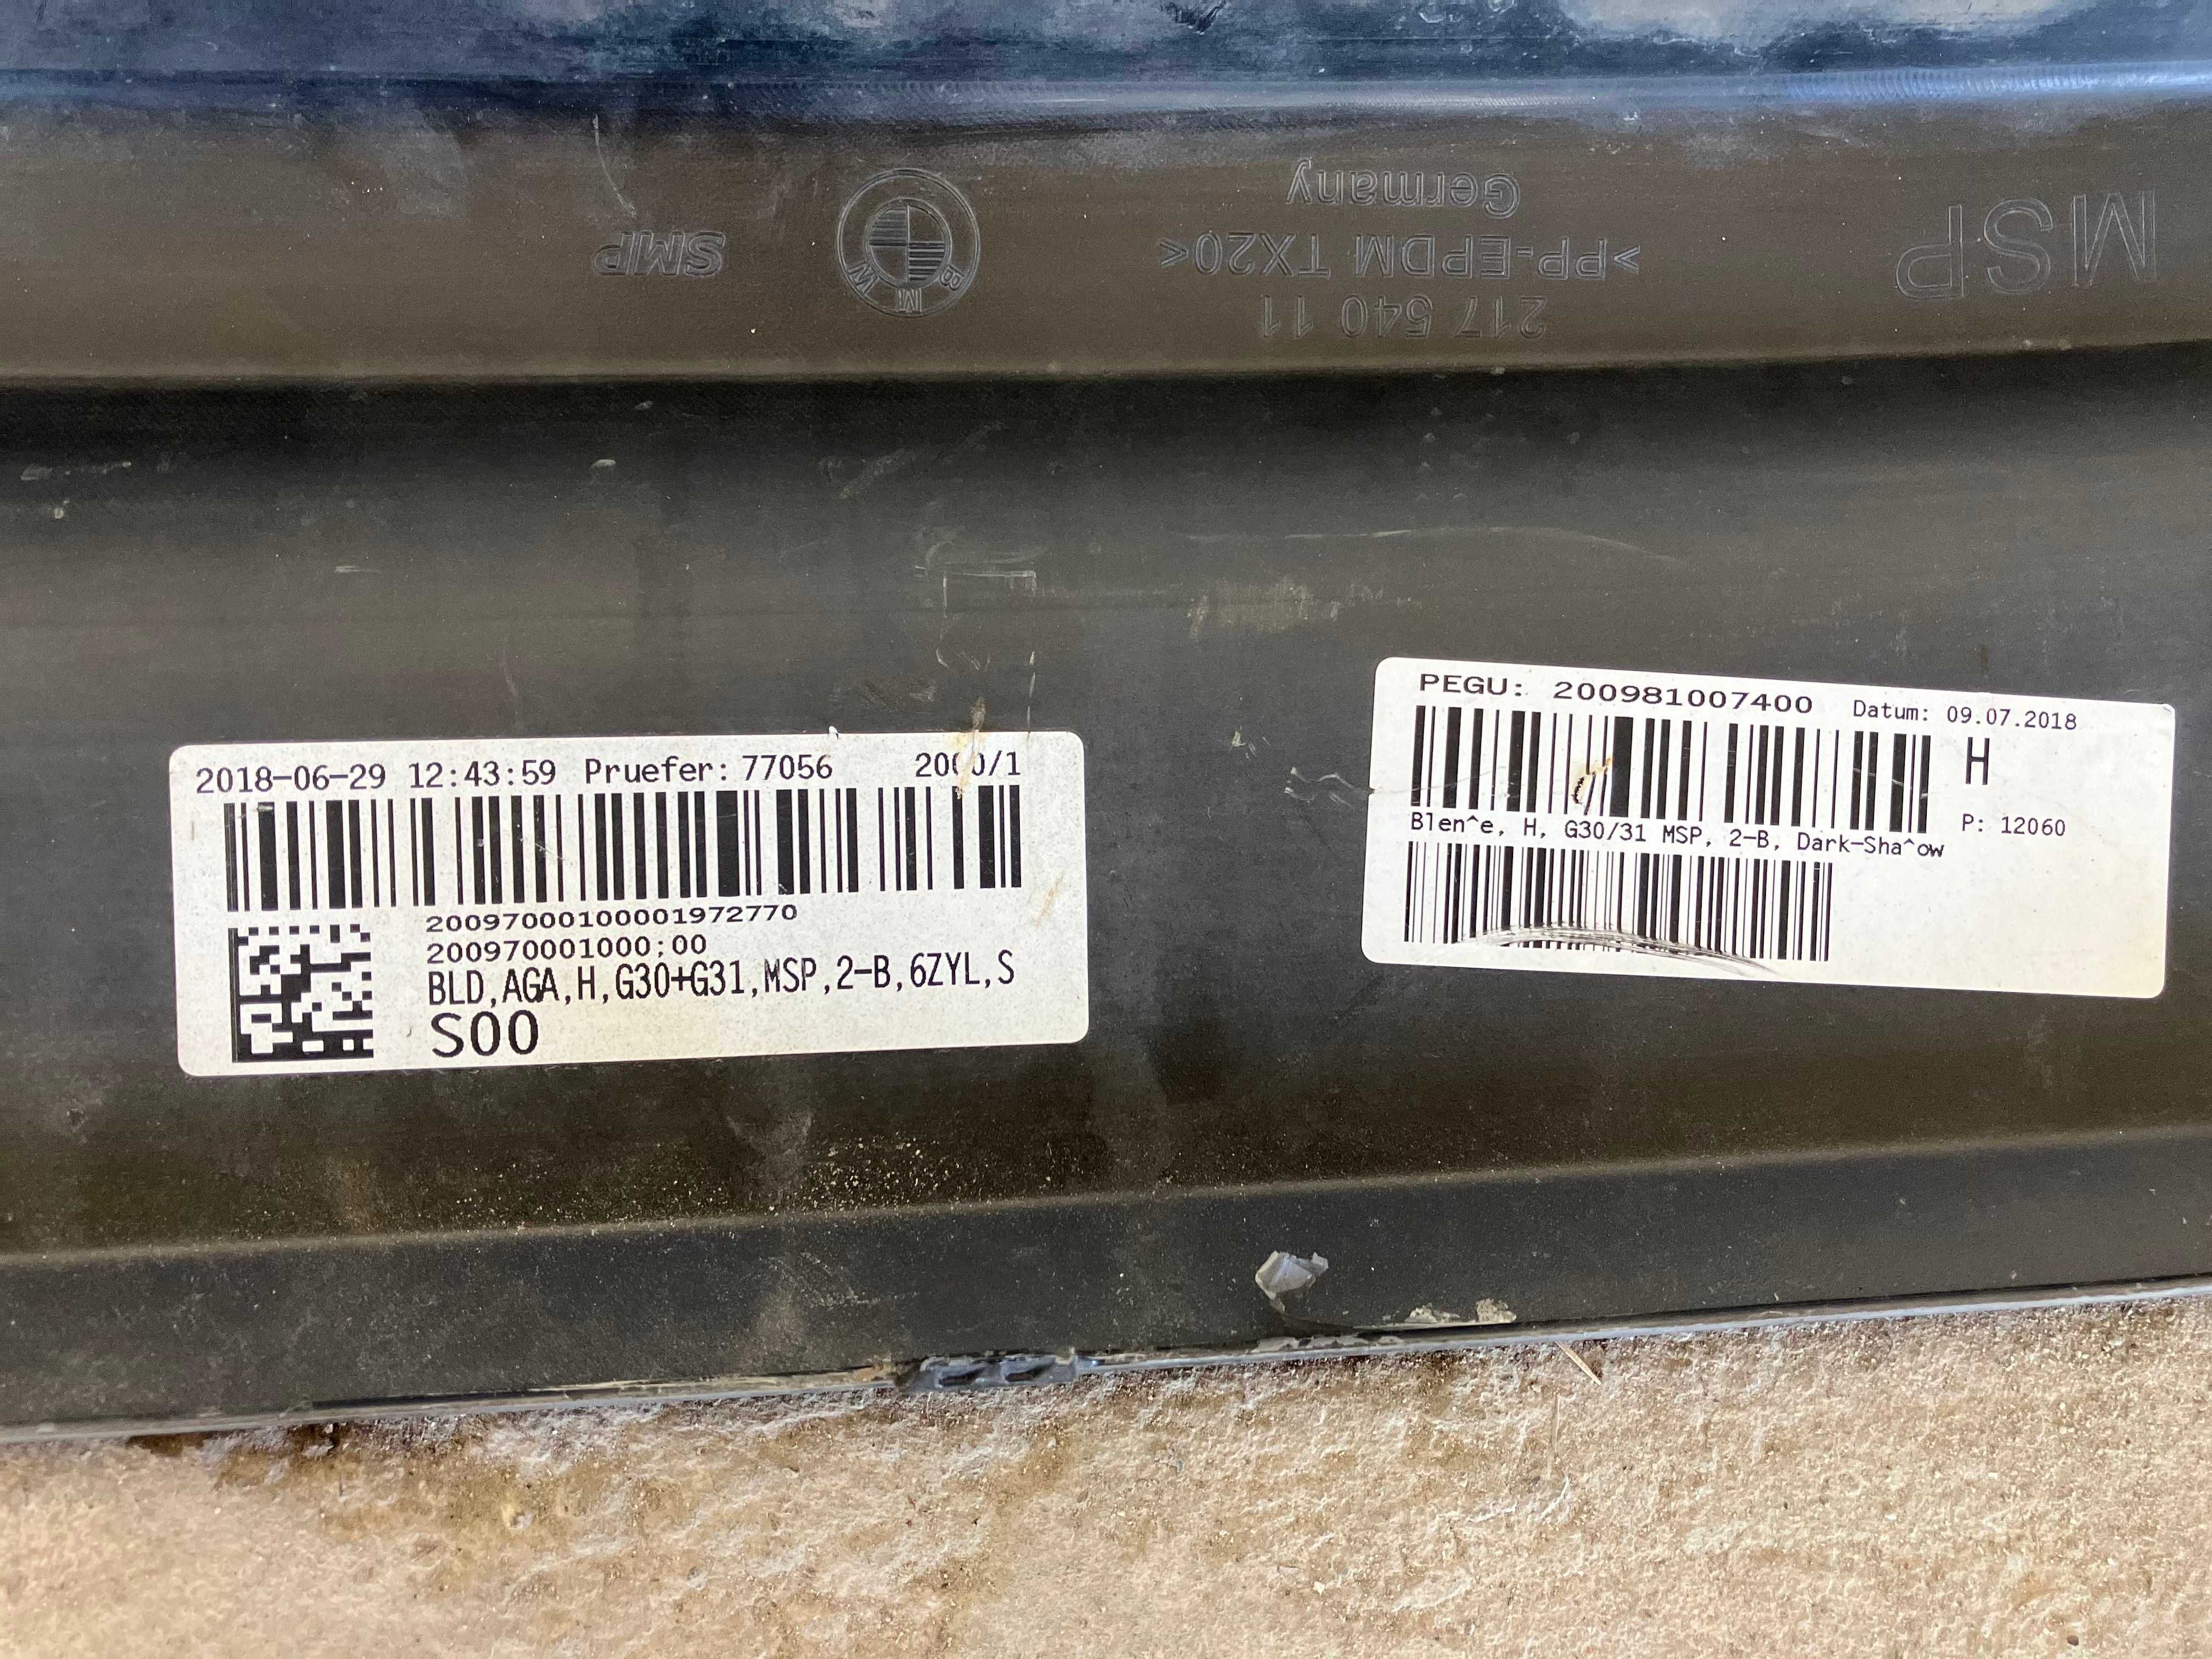 MSP
217 540 11
>PP-EPDM TX20<
Germany
BMW
SMP
2018-06-29 12:43:59 Pruefer: 77056
20097000100001972770
200970001000;00
BLD,AGA,H,G30+G31,MSP,2-B,6ZYL,S
S00
PEGU: 200981007400 Datum: 09.07.2018
H
Blen^e, H, G30/31 MSP, 2-B, Dark-Sha^ow
P: 12060